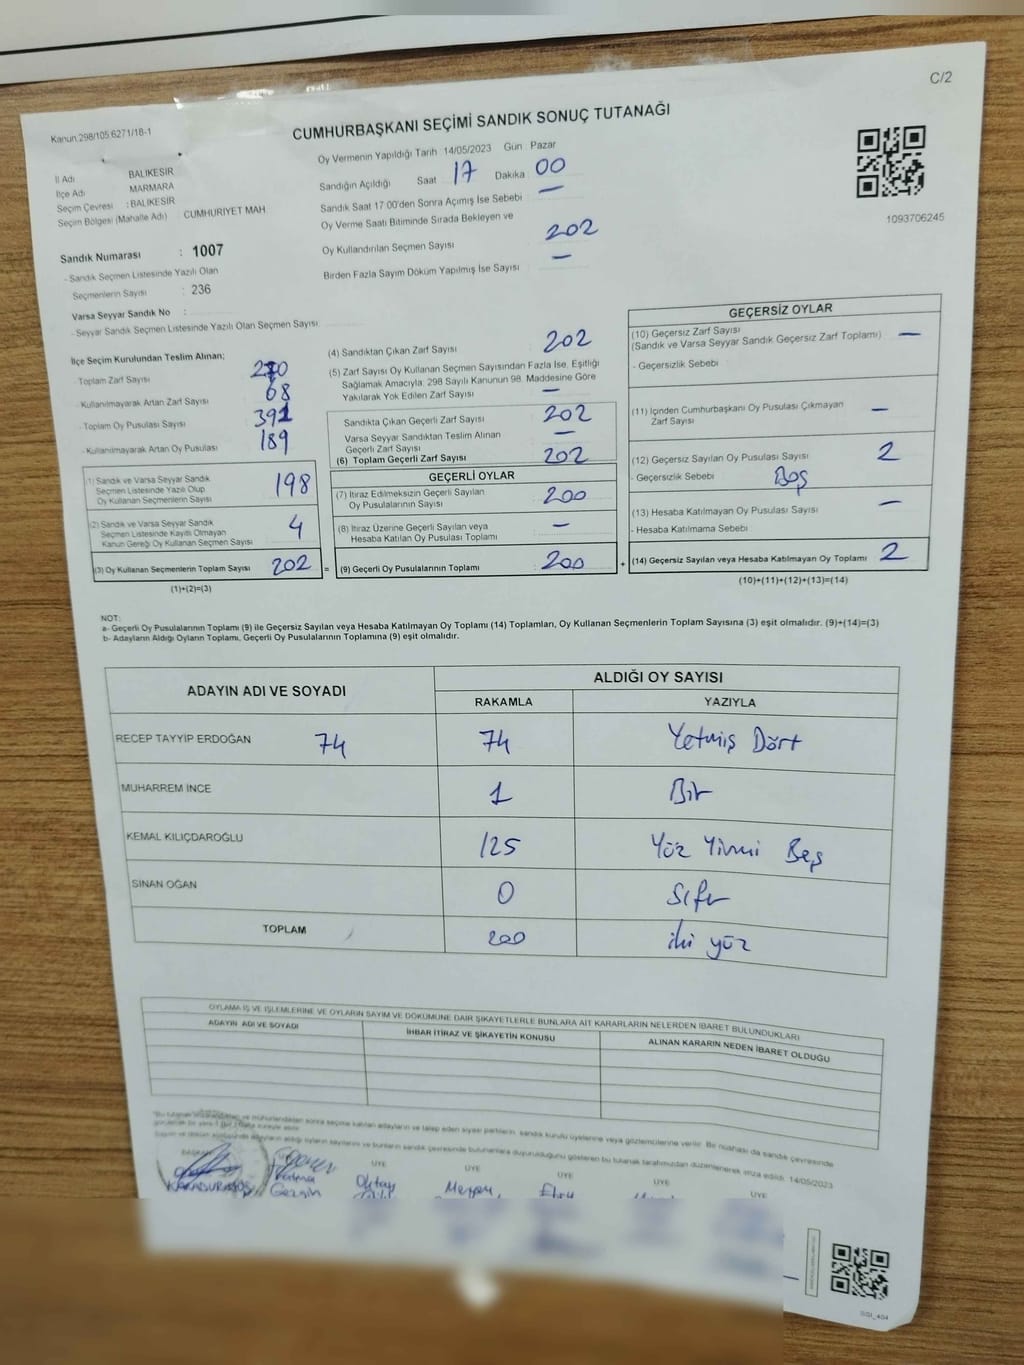 C/2
Kanun 298/105 6271/18-1
CUMHURBAŞKANI SEÇİMİ SANDIK SONUÇ TUTANAĞI
Oy Vermenin Yapıldığı Tarih 14/05/2023 Gün Pazar
İl Adı BALIKESİR
İlçe Adı MARMARA
Seçim Çevresi : BALIKESİR
Seçim Bölgesi (Mahalle Adı) CUMHURİYET MAH.
Sandığın Açıldığı Saat 17 Dakika 00
Sandık Saat 17:00'den Sonra Açımış İse Sebebi —
Oy Verme Saati Bitiminde Sırada Bekleyen ve
Oy Kullandırılan Seçmen Sayısı 202
Birden Fazla Sayım Döküm Yapılmış İse Sayısı —
1093706245
Sandık Numarası : 1007
- Sandık Seçmen Listesinde Yazılı Olan
Seçmenlerin Sayısı : 236
Varsa Seyyar Sandık No :
- Seyyar Sandık Seçmen Listesinde Yazılı Olan Seçmen Sayısı:
İlçe Seçim Kurulundan Teslim Alınan;
- Toplam Zarf Sayısı 270
- Kullanılmayarak Artan Zarf Sayısı 68
- Toplam Oy Pusulası Sayısı 391
- Kullanılmayarak Artan Oy Pusulası 189
(1) Sandık ve Varsa Seyyar Sandık
Seçmen Listesinde Yazılı Olup
Oy Kullanan Seçmenlerin Sayısı 198
(2) Sandık ve Varsa Seyyar Sandık
Seçmen Listesinde Kayıtlı Olmayan
Kanun Gereği Oy Kullanan Seçmen Sayısı 4
(3) Oy Kullanan Seçmenlerin Toplam Sayısı 202 =
(1)+(2)=(3)
(4) Sandıktan Çıkan Zarf Sayısı 202
(5) Zarf Sayısı Oy Kullanan Seçmen Sayısından Fazla İse, Eşitliği
Sağlamak Amacıyla, 298 Sayılı Kanunun 98. Maddesine Göre
Yakılarak Yok Edilen Zarf Sayısı —
Sandıkta Çıkan Geçerli Zarf Sayısı 202
Varsa Seyyar Sandıktan Teslim Alınan
Geçerli Zarf Sayısı —
(6) Toplam Geçerli Zarf Sayısı 202
GEÇERLİ OYLAR
(7) İtiraz Edilmeksizin Geçerli Sayılan
Oy Pusulalarının Sayısı 200
(8) İtiraz Üzerine Geçerli Sayılan veya
Hesaba Katılan Oy Pusulası Toplamı —
(9) Geçerli Oy Pusulalarının Toplamı : 200 +
GEÇERSİZ OYLAR
(10) Geçersiz Zarf Sayısı
(Sandık ve Varsa Seyyar Sandık Geçersiz Zarf Toplamı) —
- Geçersizlik Sebebi
(11) İçinden Cumhurbaşkanı Oy Pusulası Çıkmayan
Zarf Sayısı —
(12) Geçersiz Sayılan Oy Pusulası Sayısı 2
- Geçersizlik Sebebi Boş
(13) Hesaba Katılmayan Oy Pusulası Sayısı —
- Hesaba Katılmama Sebebi
(14) Geçersiz Sayılan veya Hesaba Katılmayan Oy Toplamı 2
(10)+(11)+(12)+(13)=(14)
NOT:
a- Geçerli Oy Pusulalarının Toplamı (9) ile Geçersiz Sayılan veya Hesaba Katılmayan Oy Toplamı (14) Toplamları, Oy Kullanan Seçmenlerin Toplam Sayısına (3) eşit olmalıdır. (9)+(14)=(3)
b- Adayların Aldığı Oyların Toplamı, Geçerli Oy Pusulalarının Toplamına (9) eşit olmalıdır.
ADAYIN ADI VE SOYADI ALDIĞI OY SAYISI
RAKAMLA YAZIYLA
RECEP TAYYİP ERDOĞAN 74 74 Yetmiş Dört
MUHARREM İNCE 1 Bir
KEMAL KILIÇDAROĞLU 125 Yüz Yirmi Beş
SİNAN OĞAN 0 Sıfır
TOPLAM 200 iki yüz
OYLAMA İŞ VE İŞLEMLERİNE VE OYLARIN SAYIM VE DÖKÜMÜNE DAİR ŞİKAYETLERLE BUNLARA AİT KARARLARIN NELERDEN İBARET BULUNDUKLARI
ADAYIN ADI VE SOYADI İHBAR İTİRAZ VE ŞİKAYETİN KONUSU ALINAN KARARIN NEDEN İBARET OLDUĞU
14/05/2023
BAŞKAN ÜYE ÜYE ÜYE ÜYE ÜYE
Fatma Oktay Meryem
Gezgin